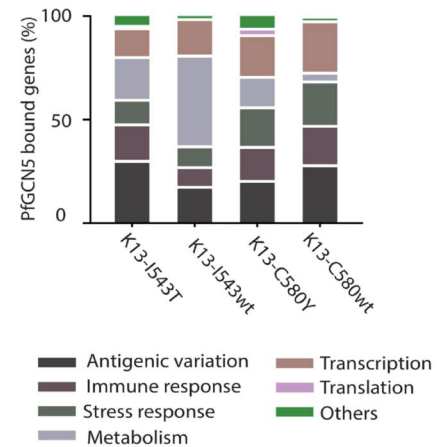 PfGCN5 bound genes (%)
100
50
0
K13-I543T
K13-I543wt
K13-C580Y
K13-C580wt
Antigenic variation
Immune response
Stress response
Metabolism
Transcription
Translation
Others